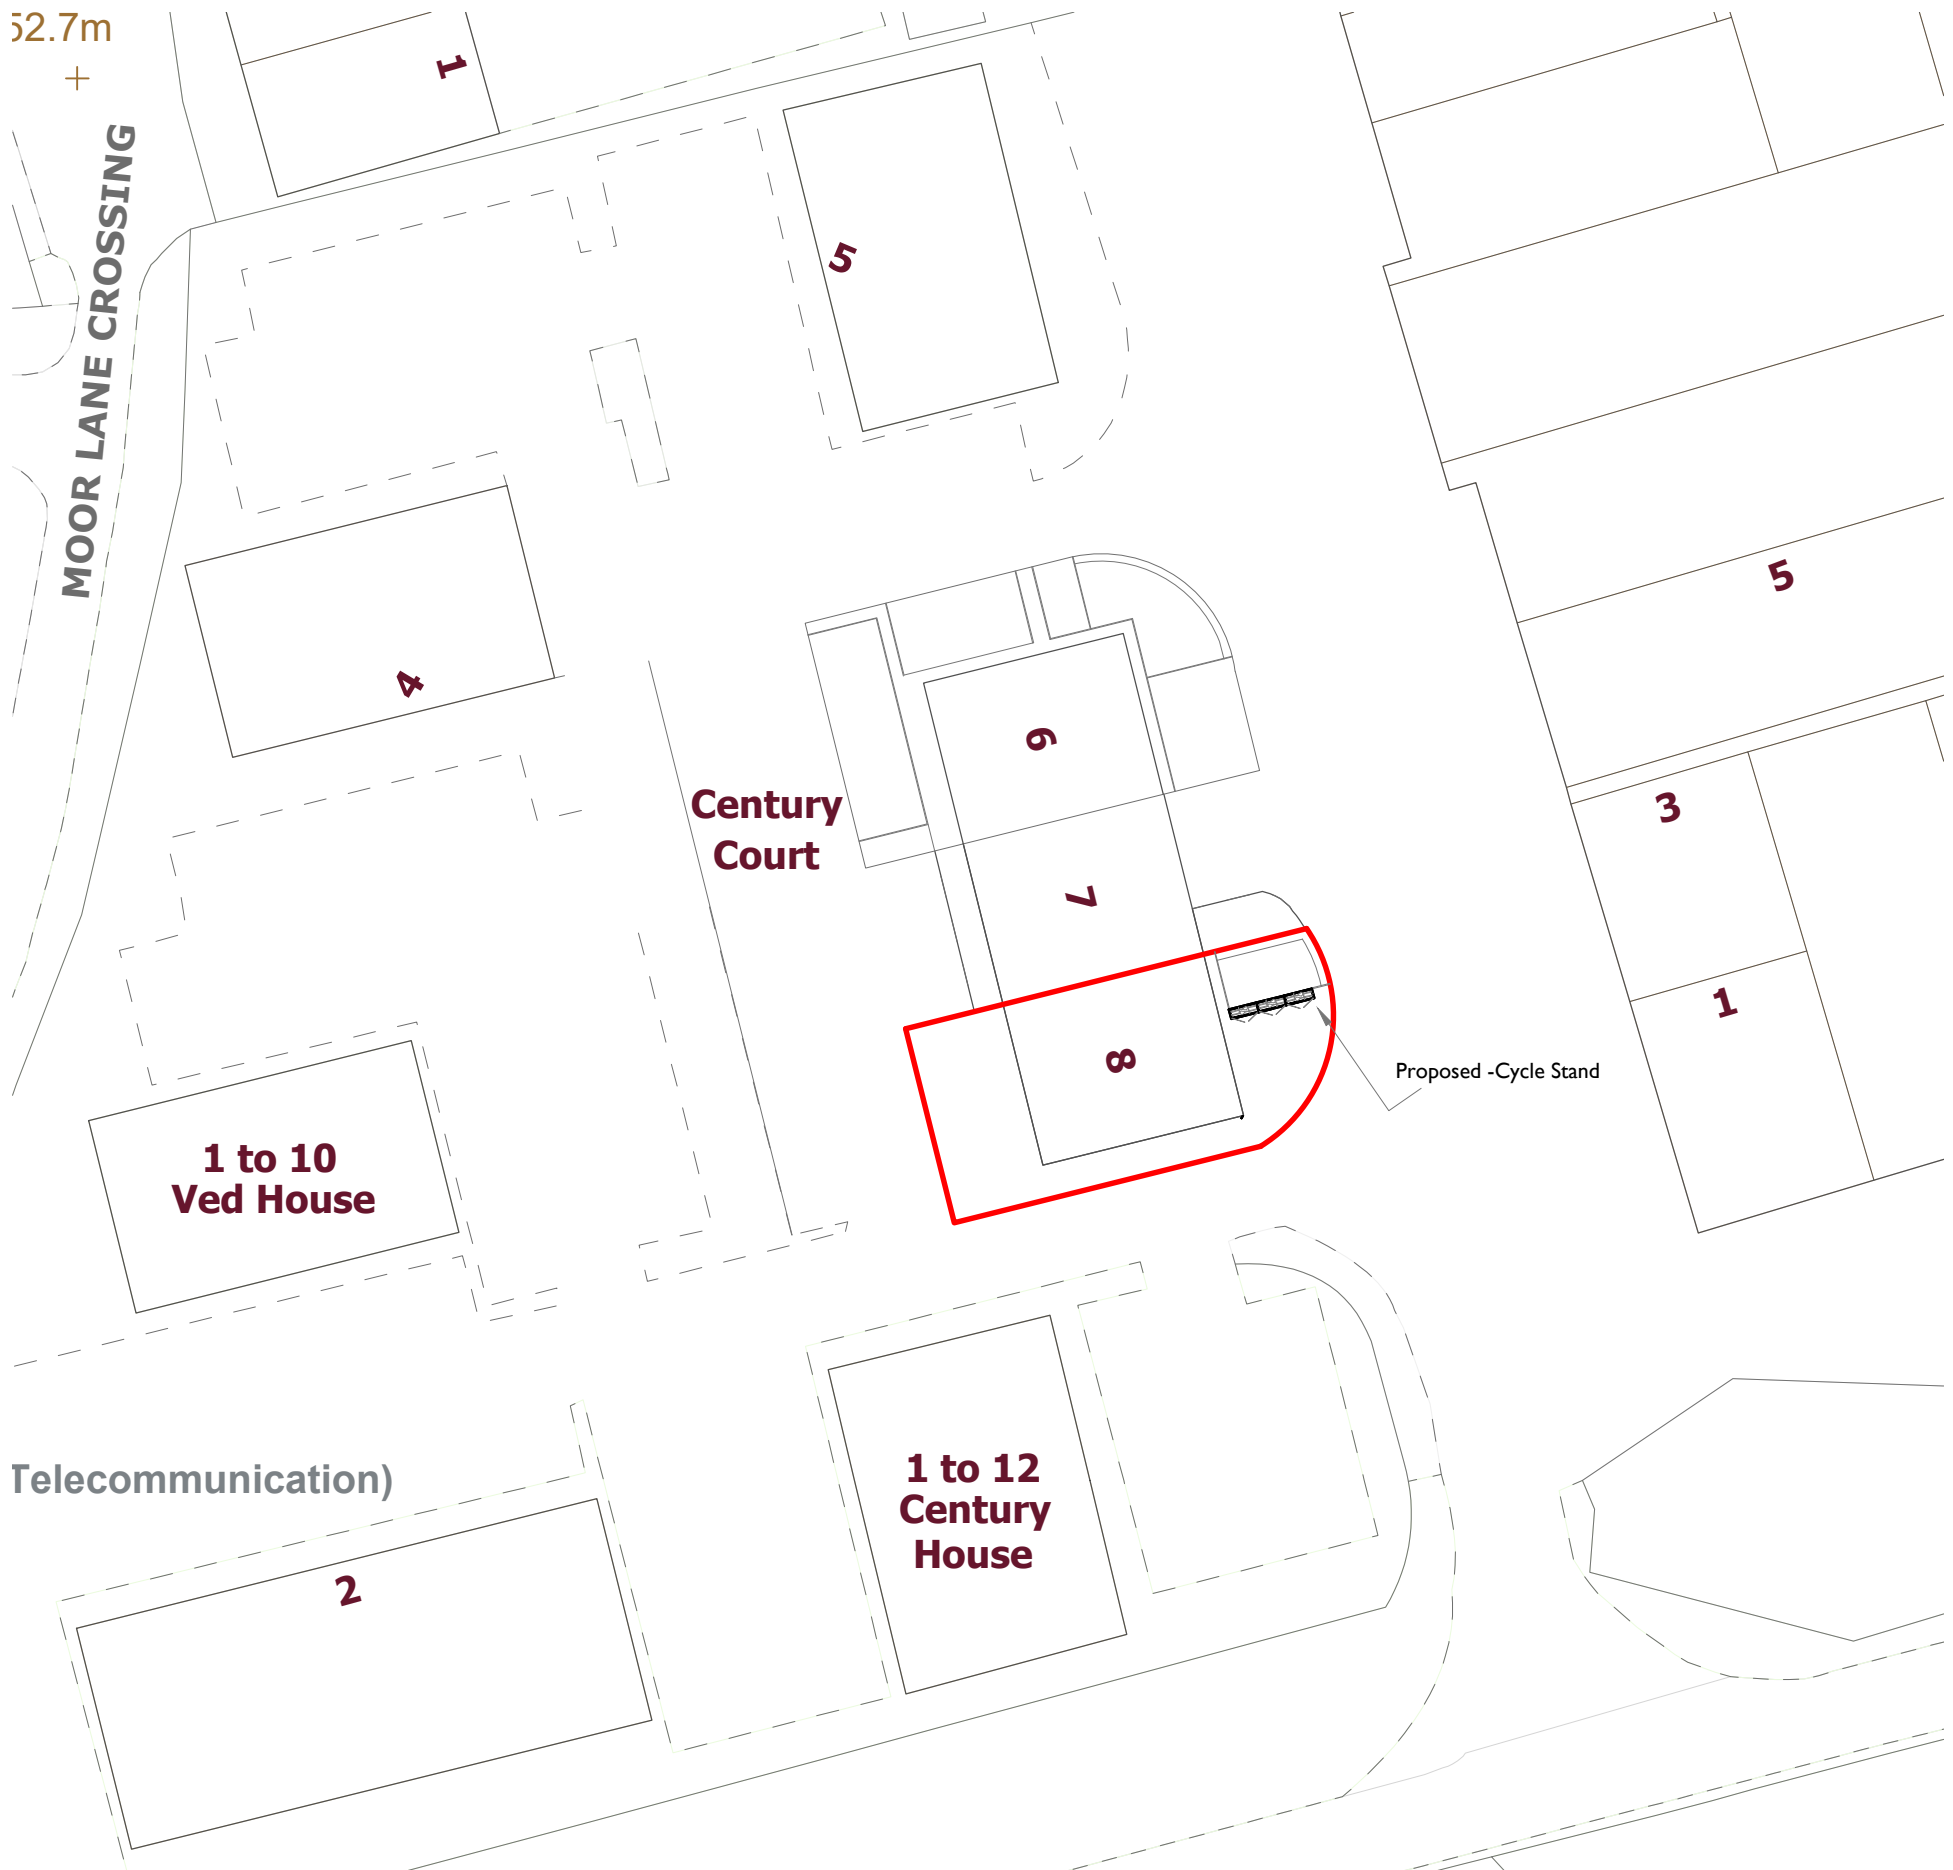 52.7m
1
MOOR LANE CROSSING
5
5
4
6
Century
Court
3
7
1
8
Proposed -Cycle Stand
1 to 10
Ved House
1 to 12
Century
House
Telecommunication)
2